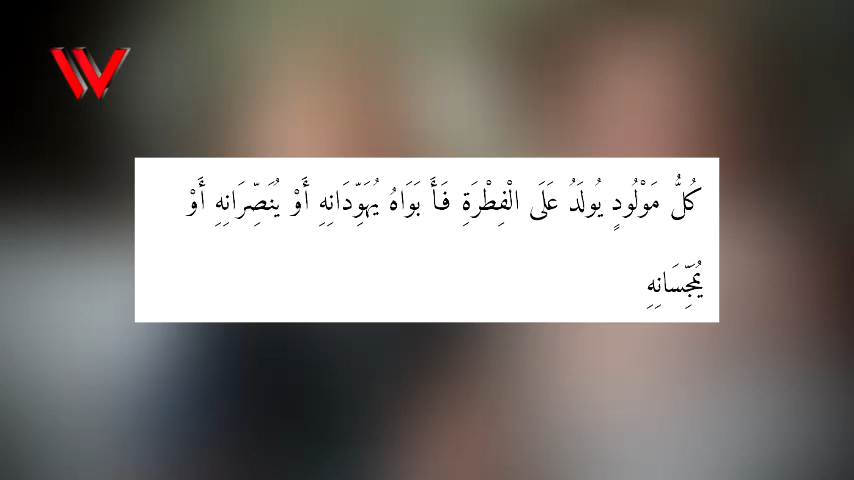 كُلُّ مَوْلُودٍ يُولَدُ عَلَى الْفِطْرَةِ فَأَ بَوَاهُ يُهَوِّدَانِهِ أَوْ يُنَصِّرَانِهِ أَوْ
يُمَجِّسَانِهِ